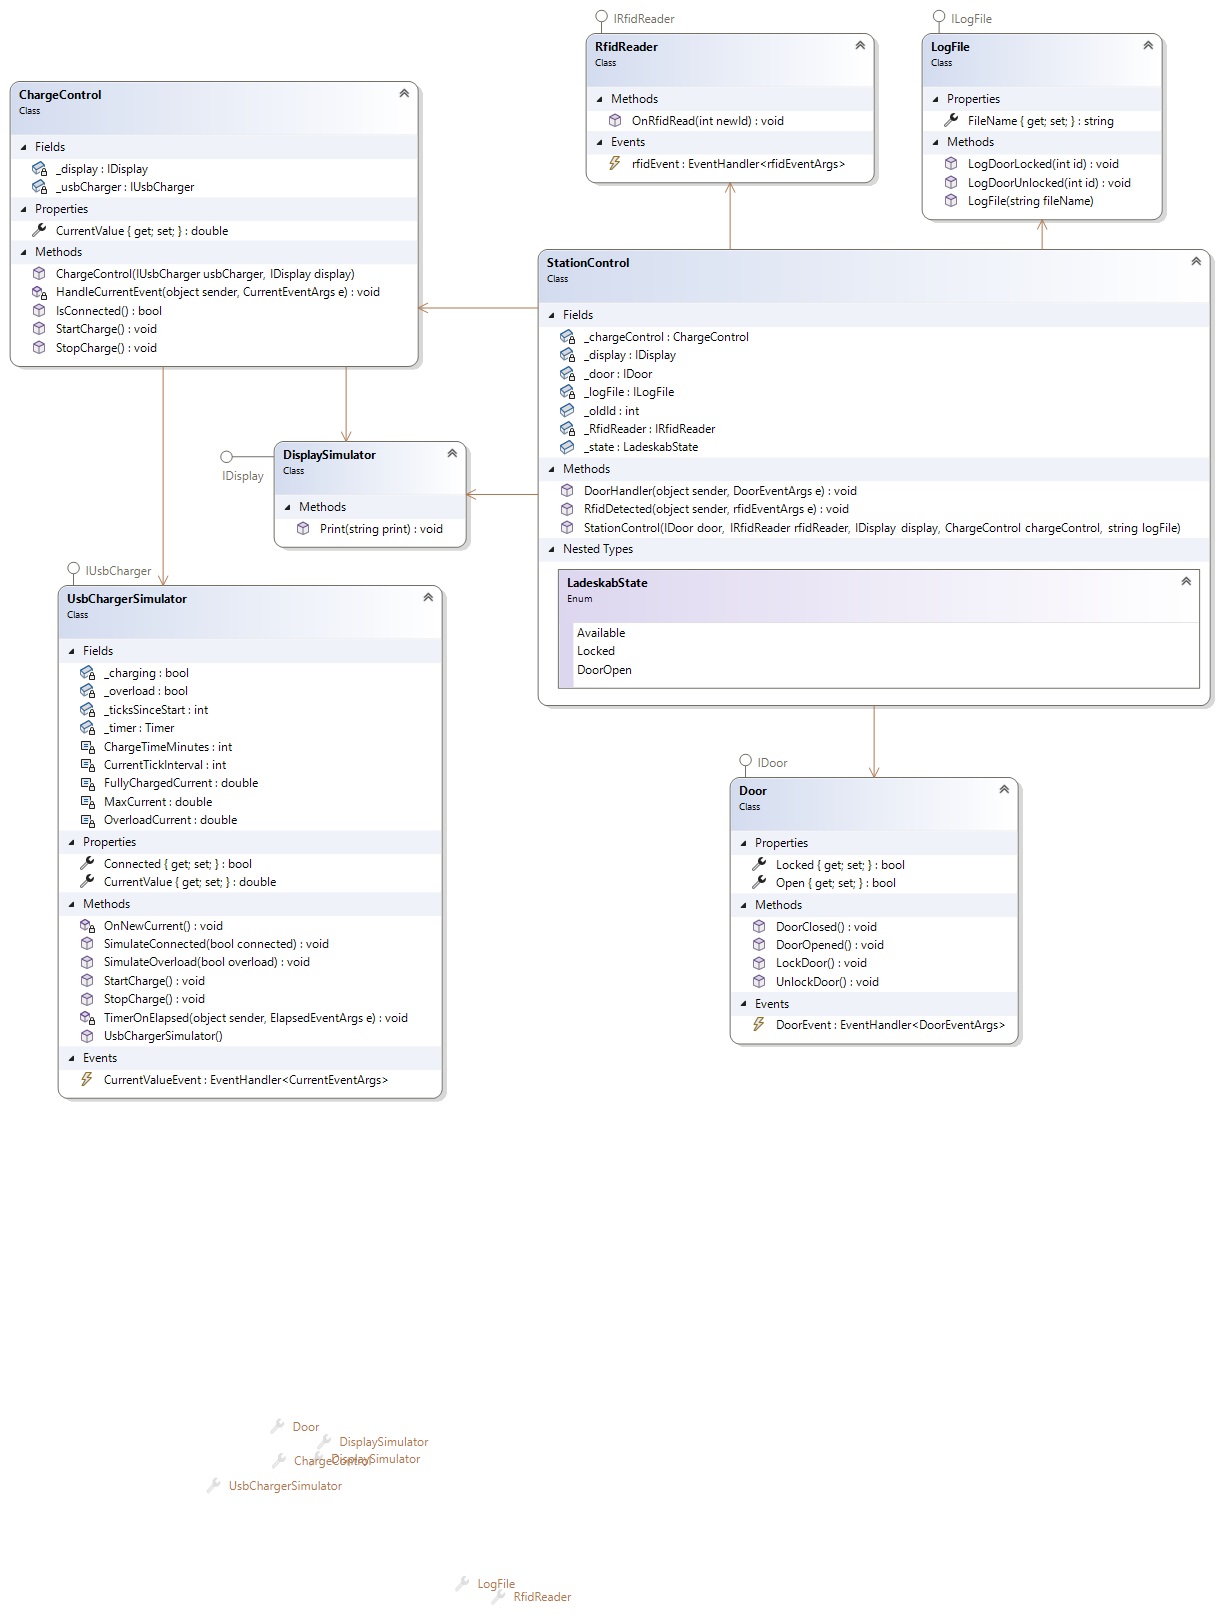 IRfidReader
RfidReader
Class
Methods
OnRfidRead(int newId) : void
Events
rfidEvent : EventHandler<rfidEventArgs>
ILogFile
LogFile
Class
Properties
FileName { get; set; } : string
Methods
LogDoorLocked(int id) : void
LogDoorUnlocked(int id) : void
LogFile(string fileName)
ChargeControl
Class
Fields
_display : IDisplay
_usbCharger : IUsbCharger
Properties
CurrentValue { get; set; } : double
Methods
ChargeControl(IUsbCharger usbCharger, IDisplay display)
HandleCurrentEvent(object sender, CurrentEventArgs e) : void
IsConnected() : bool
StartCharge() : void
StopCharge() : void
StationControl
Class
Fields
_chargeControl : ChargeControl
_display : IDisplay
_door : IDoor
_logFile : ILogFile
_oldId : int
_RfidReader : IRfidReader
_state : LadeskabState
Methods
DoorHandler(object sender, DoorEventArgs e) : void
RfidDetected(object sender, rfidEventArgs e) : void
StationControl(IDoor door, IRfidReader rfidReader, IDisplay display, ChargeControl chargeControl, string logFile)
Nested Types
LadeskabState
Enum
Available
Locked
DoorOpen
IDisplay
DisplaySimulator
Class
Methods
Print(string print) : void
IUsbCharger
UsbChargerSimulator
Class
Fields
_charging : bool
_overload : bool
_ticksSinceStart : int
_timer : Timer
ChargeTimeMinutes : int
CurrentTickInterval : int
FullyChargedCurrent : double
MaxCurrent : double
OverloadCurrent : double
Properties
Connected { get; set; } : bool
CurrentValue { get; set; } : double
Methods
OnNewCurrent() : void
SimulateConnected(bool connected) : void
SimulateOverload(bool overload) : void
StartCharge() : void
StopCharge() : void
TimerOnElapsed(object sender, ElapsedEventArgs e) : void
UsbChargerSimulator()
Events
CurrentValueEvent : EventHandler<CurrentEventArgs>
IDoor
Door
Class
Properties
Locked { get; set; } : bool
Open { get; set; } : bool
Methods
DoorClosed() : void
DoorOpened() : void
LockDoor() : void
UnlockDoor() : void
Events
DoorEvent : EventHandler<DoorEventArgs>
Door
DisplaySimulator
DisplaySimulator
ChargeControl
UsbChargerSimulator
LogFile
RfidReader